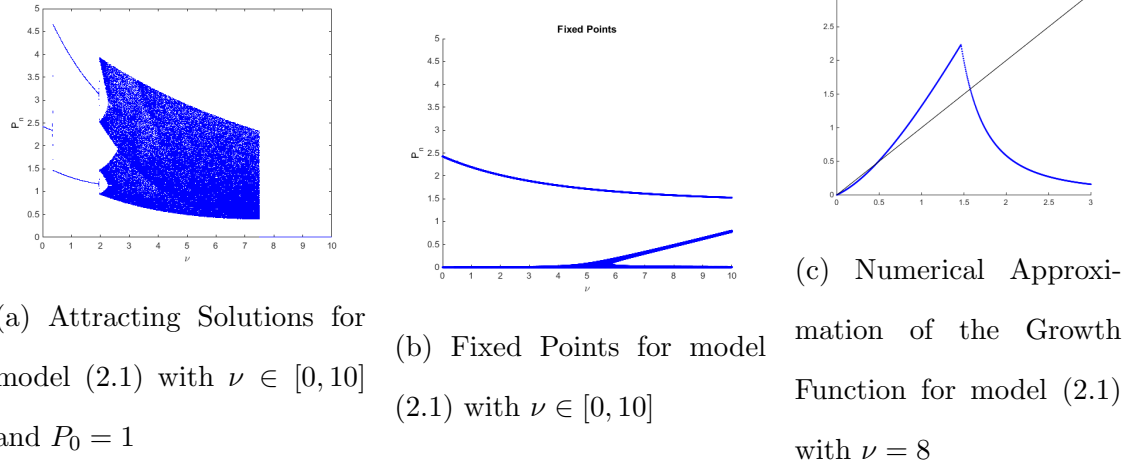 5
4.5
4
3.5
3
2.5
2
1.5
1
0.5
0
P_n
0 1 2 3 4 5 6 7 8 9 10
ν
(a) Attracting Solutions for
model (2.1) with ν ∈ [0, 10]
and P_0 = 1
Fixed Points
5
4.5
4
3.5
3
2.5
2
1.5
1
0.5
0
P_n
0 1 2 3 4 5 6 7 8 9 10
ν
(b) Fixed Points for model
(2.1) with ν ∈ [0, 10]
2.5
2
1.5
1
0.5
0
0 0.5 1 1.5 2 2.5 3
(c) Numerical Approxi-
mation of the Growth
Function for model (2.1)
with ν = 8